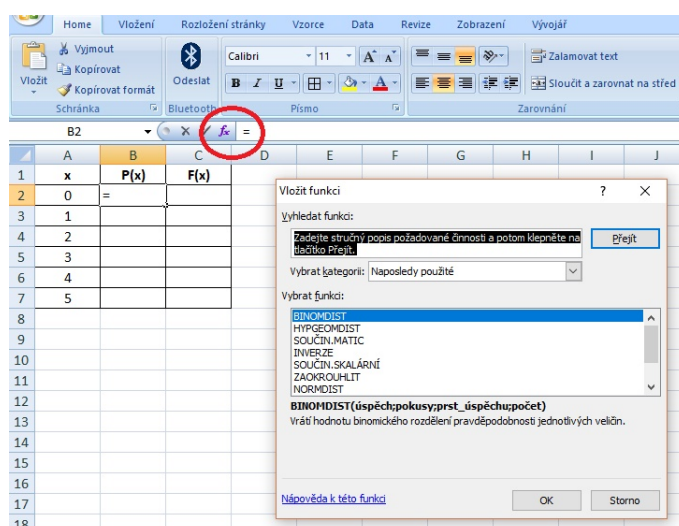 Home Vložení Rozložení stránky Vzorce Data Revize Zobrazení Vývojář
Vyjmout
Kopírovat
Kopírovat formát
Vložit
Odeslat
Calibri 11 A A
B I U A
Zalamovat text
Sloučit a zarovnat na střed
Schránka Bluetooth Písmo Zarovnání
B2 fx =
A B C D E F G H I J
1 x P(x) F(x)
2 0 =
3 1
4 2
5 3
6 4
7 5
8
9
10
11
12
13
14
15
16
17
18
Vložit funkci ? X
Vyhledat funkci:
Zadejte stručný popis požadované činnosti a potom klepněte na
tlačítko Přejít.
Přejít
Vybrat kategorii: Naposledy použité
Vybrat funkci:
BINOMDIST
HYPGEOMDIST
SOUČIN.MATIC
INVERZE
SOUČIN.SKALÁRNÍ
ZAOKROUHLIT
NORMDIST
BINOMDIST(úspěch;pokusy;prst_úspěchu;počet)
Vrátí hodnotu binomického rozdělení pravděpodobnosti jednotlivých veličin.
Nápověda k této funkci
OK Storno